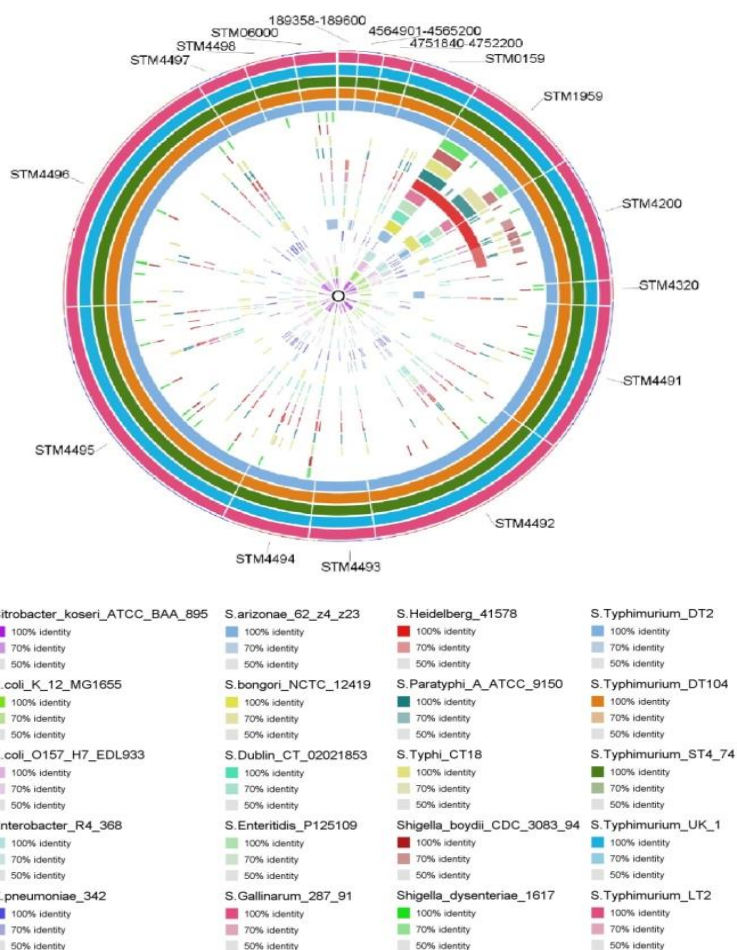 189358-189600
STM06000
4564901-4565200
STM4498
4751840-4752200
STM4497
STM0159
STM1959
STM4496
STM4200
STM4320
STM4491
STM4495
STM4492
STM4494
STM4493
itrobacter_koseri_ATCC_BAA_895 S.arizonae_62_z4_z23 S.Heidelberg_41578 S.Typhimurium_DT2
100% identity 100% identity 100% identity 100% identity
70% identity 70% identity 70% identity 70% identity
50% identity 50% identity 50% identity 50% identity
.coli_K_12_MG1655 S.bongori_NCTC_12419 S.Paratyphi_A_ATCC_9150 S.Typhimurium_DT104
100% identity 100% identity 100% identity 100% identity
70% identity 70% identity 70% identity 70% identity
50% identity 50% identity 50% identity 50% identity
.coli_O157_H7_EDL933 S.Dublin_CT_02021853 S.Typhi_CT18 S.Typhimurium_ST4_74
100% identity 100% identity 100% identity 100% identity
70% identity 70% identity 70% identity 70% identity
50% identity 50% identity 50% identity 50% identity
nterobacter_R4_368 S.Enteritidis_P125109 Shigella_boydii_CDC_3083_94 S.Typhimurium_UK_1
100% identity 100% identity 100% identity 100% identity
70% identity 70% identity 70% identity 70% identity
50% identity 50% identity 50% identity 50% identity
.pneumoniae_342 S.Gallinarum_287_91 Shigella_dysenteriae_1617 S.Typhimurium_LT2
100% identity 100% identity 100% identity 100% identity
70% identity 70% identity 70% identity 70% identity
50% identity 50% identity 50% identity 50% identity